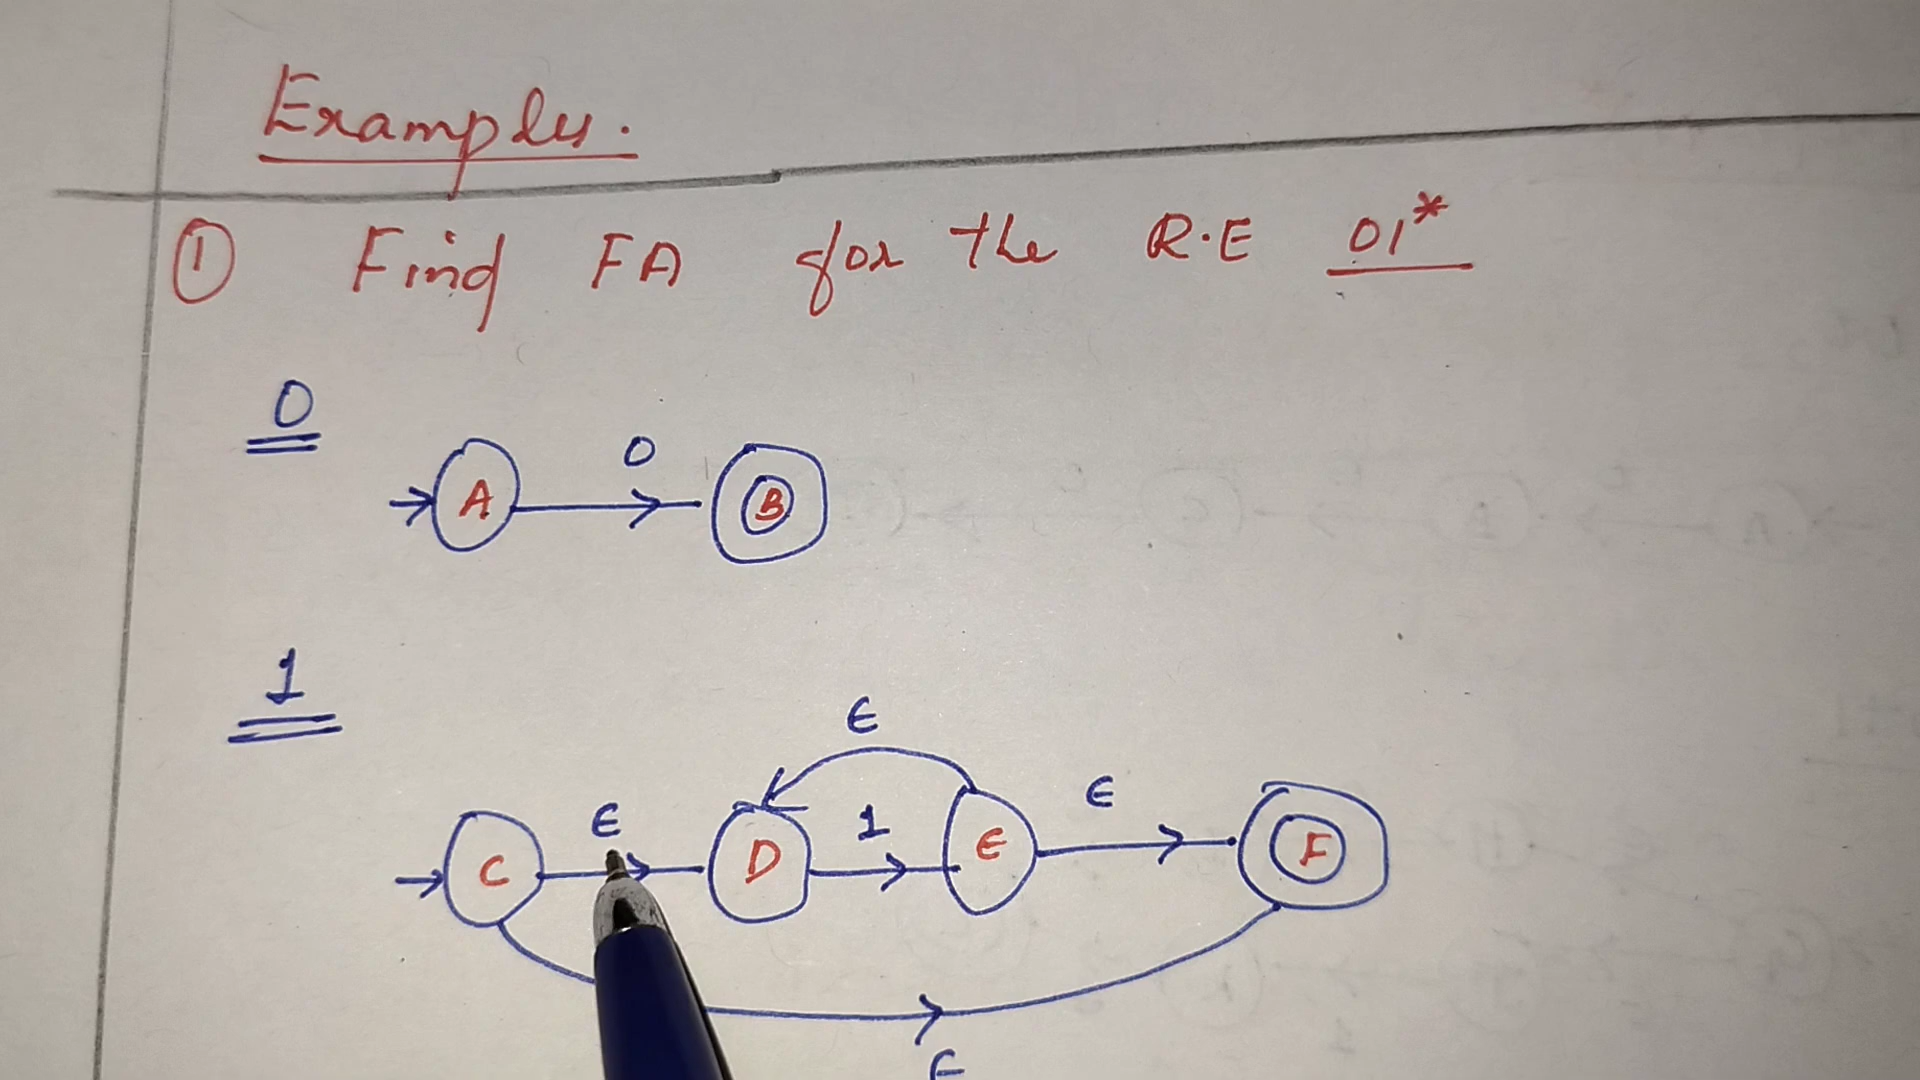 Examples.
① Find FA for the R.E 01*
0
→ A 0 B
1
ϵ
C ϵ D 1 E ϵ F
ϵ